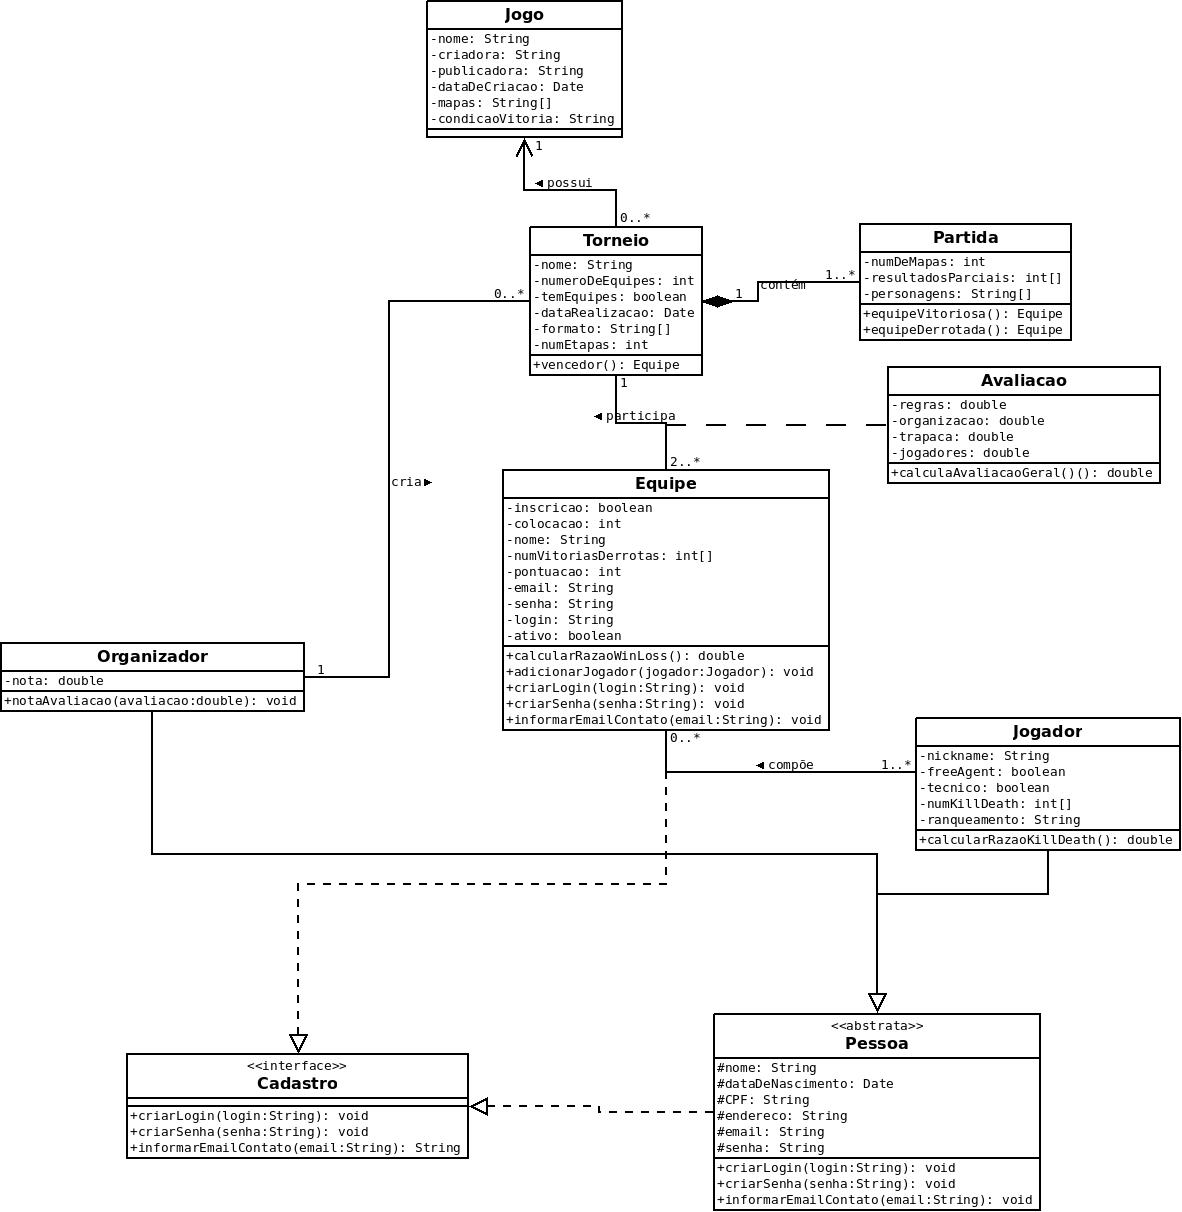 Jogo
-nome: String
-criadora: String
-publicadora: String
-dataDeCriacao: Date
-mapas: String[]
-condicaoVitoria: String
1
◄ possui
0..*
Torneio
-nome: String
-numeroDeEquipes: int
-temEquipes: boolean
-dataRealizacao: Date
-formato: String[]
-numEtapas: int
+vencedor(): Equipe
0..*
1
contém
1..*
Partida
-numDeMapas: int
-resultadosParciais: int[]
-personagens: String[]
+equipeVitoriosa(): Equipe
+equipeDerrotada(): Equipe
1
◄ participa
2..*
Avaliacao
-regras: double
-organizacao: double
-trapaca: double
-jogadores: double
+calculaAvaliacaoGeral()(): double
cria►
Equipe
-inscricao: boolean
-colocacao: int
-nome: String
-numVitoriasDerrotas: int[]
-pontuacao: int
-email: String
-senha: String
-login: String
-ativo: boolean
+calcularRazaoWinLoss(): double
+adicionarJogador(jogador:Jogador): void
+criarLogin(login:String): void
+criarSenha(senha:String): void
+informarEmailContato(email:String): void
Organizador
-nota: double
+notaAvaliacao(avaliacao:double): void
1
0..*
◄ compõe
1..*
Jogador
-nickname: String
-freeAgent: boolean
-tecnico: boolean
-numKillDeath: int[]
-ranqueamento: String
+calcularRazaoKillDeath(): double
<<interface>>
Cadastro
+criarLogin(login:String): void
+criarSenha(senha:String): void
+informarEmailContato(email:String): String
<<abstrata>>
Pessoa
#nome: String
#dataDeNascimento: Date
#CPF: String
#endereco: String
#email: String
#senha: String
+criarLogin(login:String): void
+criarSenha(senha:String): void
+informarEmailContato(email:String): void